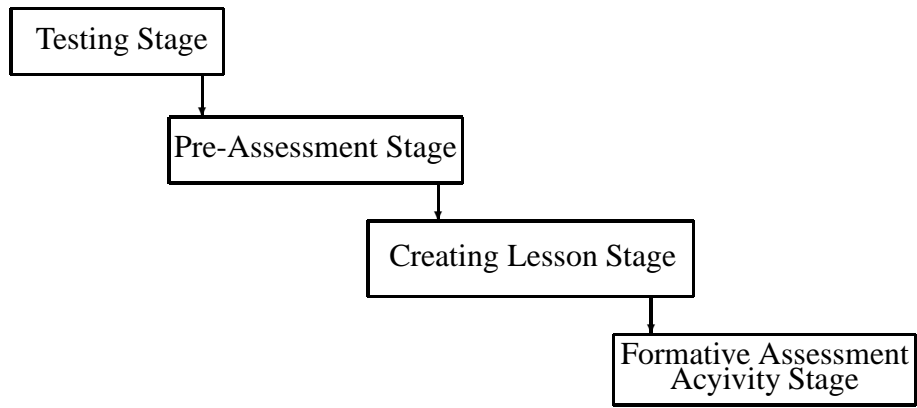 Testing Stage
Pre-Assessment Stage
Creating Lesson Stage
Formative Assessment
Acyivity Stage